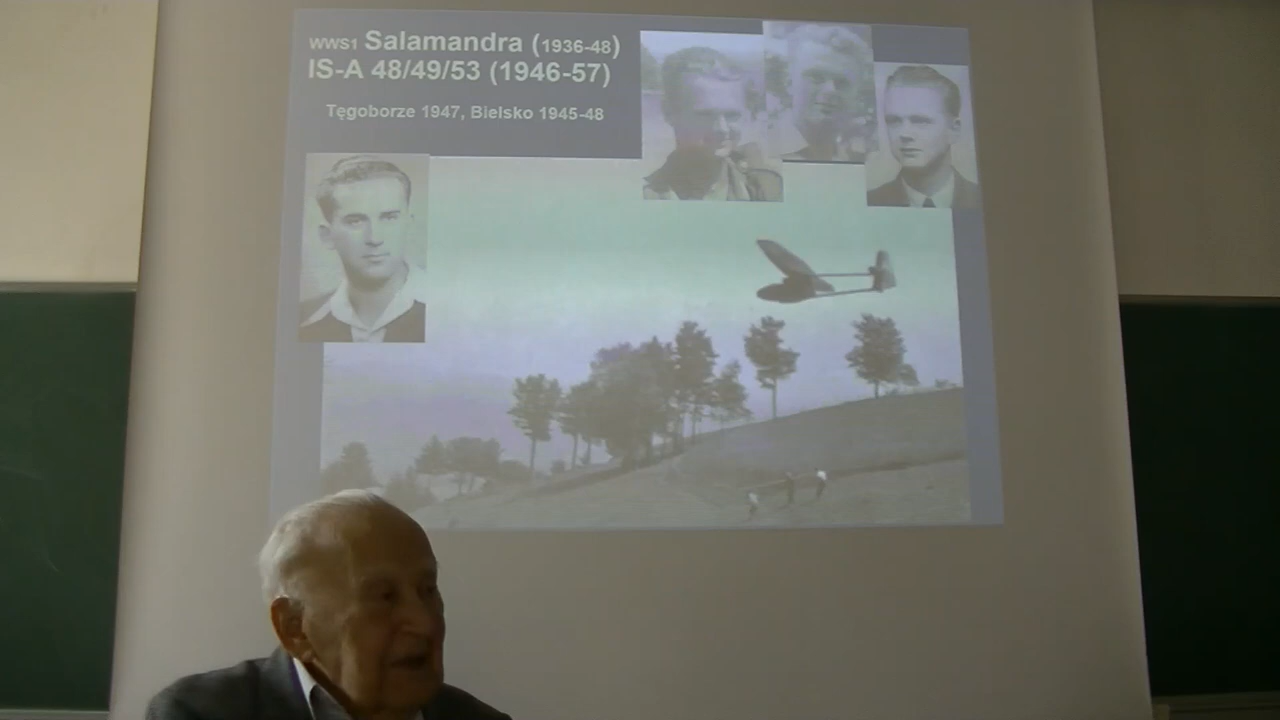 WWS1 Salamandra (1936-48)
IS-A 48/49/53 (1946-57)
Tęgoborze 1947, Bielsko 1945-48